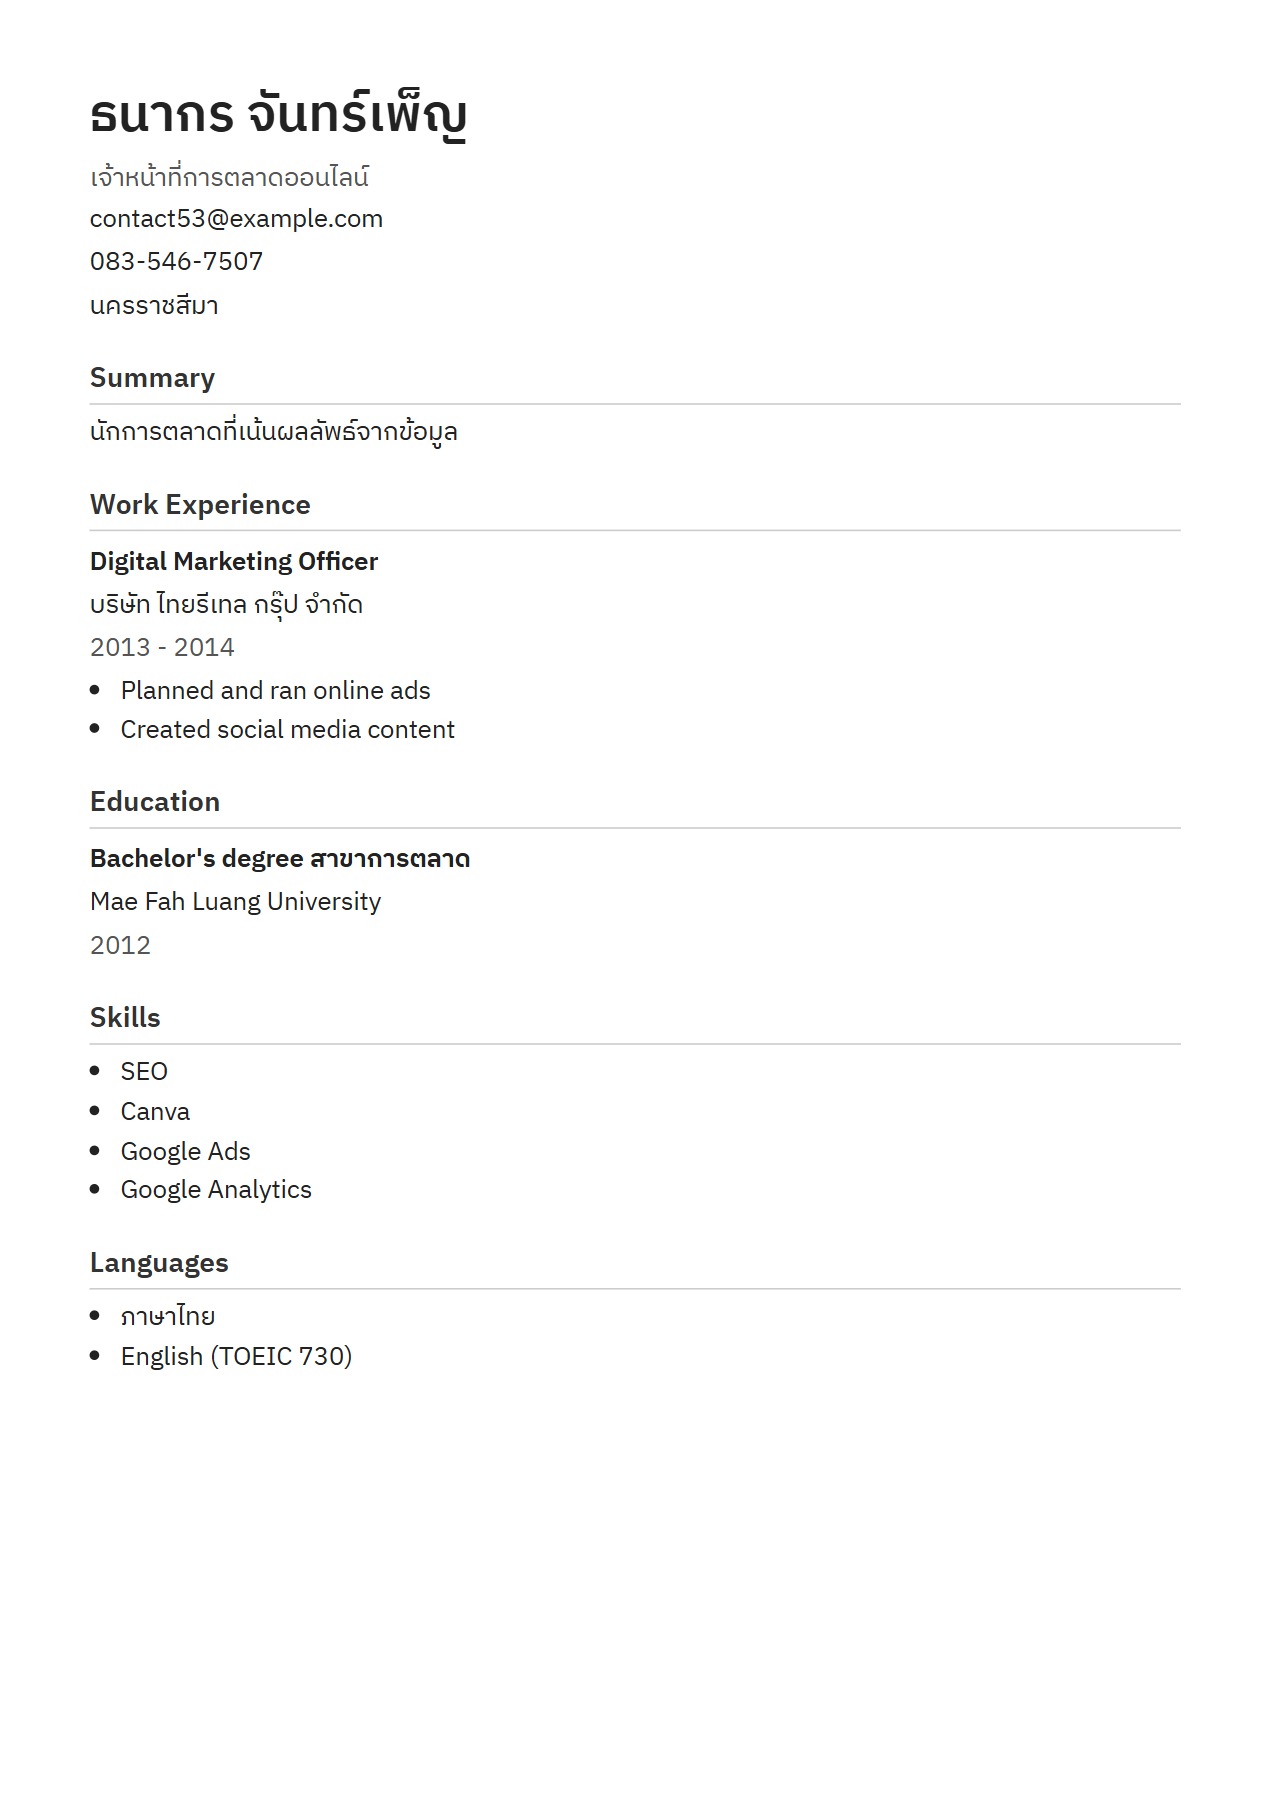 ธนากร จันทร์เพ็ญ
เจ้าหน้าที่การตลาดออนไลน์
contact53@example.com
083-546-7507
นครราชสีมา
Summary
นักการตลาดที่เน้นผลลัพธ์จากข้อมูล
Work Experience
Digital Marketing Officer
บริษัท ไทยรีเทล กรุ๊ป จำกัด
2013 - 2014
• Planned and ran online ads
• Created social media content
Education
Bachelor's degree สาขาการตลาด
Mae Fah Luang University
2012
Skills
• SEO
• Canva
• Google Ads
• Google Analytics
Languages
• ภาษาไทย
• English (TOEIC 730)